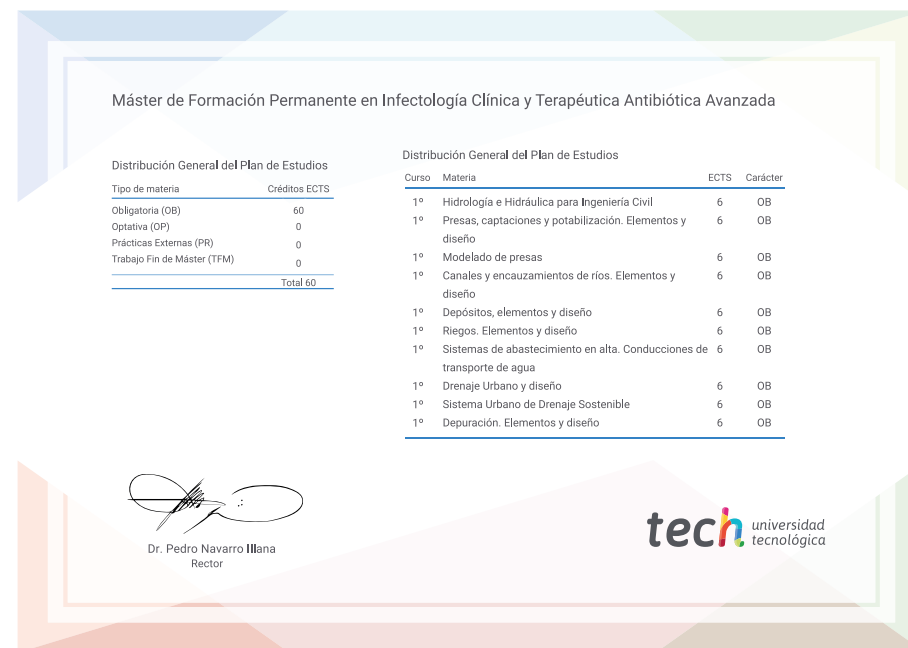 Máster de Formación Permanente en Infectología Clínica y Terapéutica Antibiótica Avanzada
Distribución General del Plan de Estudios
Tipo de materia Créditos ECTS
Obligatoria (OB) 60
Optativa (OP) 0
Prácticas Externas (PR) 0
Trabajo Fin de Máster (TFM) 0
Total 60
Distribución General del Plan de Estudios
Curso Materia ECTS Carácter
1º Hidrología e Hidráulica para Ingeniería Civil 6 OB
1º Presas, captaciones y potabilización. Elementos y 6 OB
diseño
1º Modelado de presas 6 OB
1º Canales y encauzamientos de ríos. Elementos y 6 OB
diseño
1º Depósitos, elementos y diseño 6 OB
1º Riegos. Elementos y diseño 6 OB
1º Sistemas de abastecimiento en alta. Conducciones de 6 OB
transporte de agua
1º Drenaje Urbano y diseño 6 OB
1º Sistema Urbano de Drenaje Sostenible 6 OB
1º Depuración. Elementos y diseño 6 OB
Dr. Pedro Navarro Illana
Rector
tech universidad
tecnológica